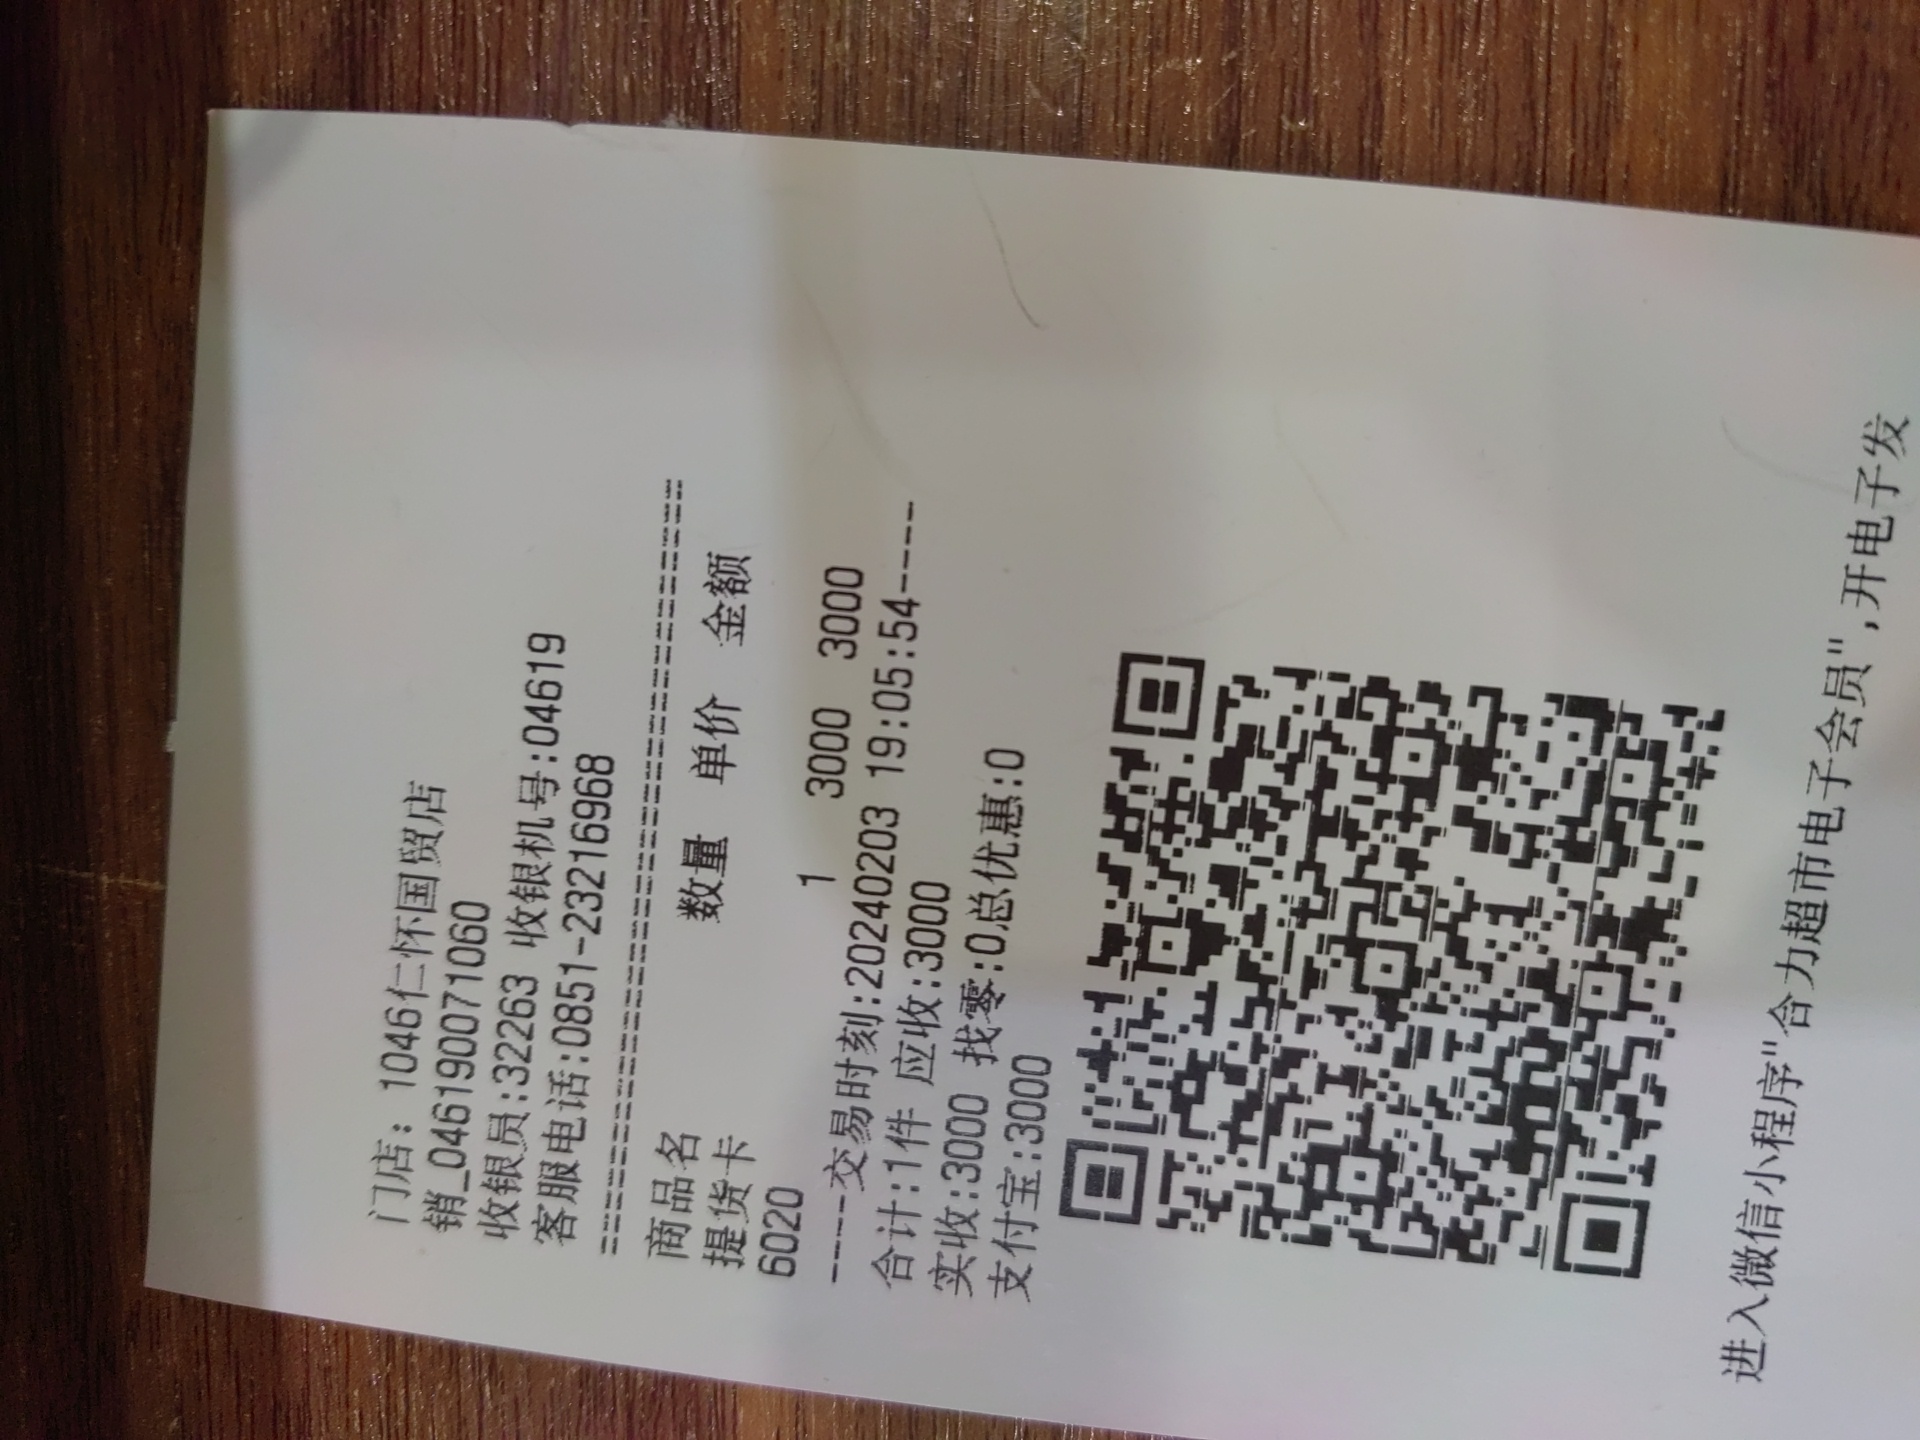 门店: 1046仁怀国贸店
销_046190071060
收银员:32263 收银机号:04619
客服电话:0851-23216968
==================================
商品名 数量 单价 金额
提货卡
6020 1 3000 3000
----交易时刻:20240203 19:05:54----
合计:1件 应收:3000
实收:3000 找零:0总优惠:0
支付宝:3000
进入微信小程序"合力超市电子会员",开电子发